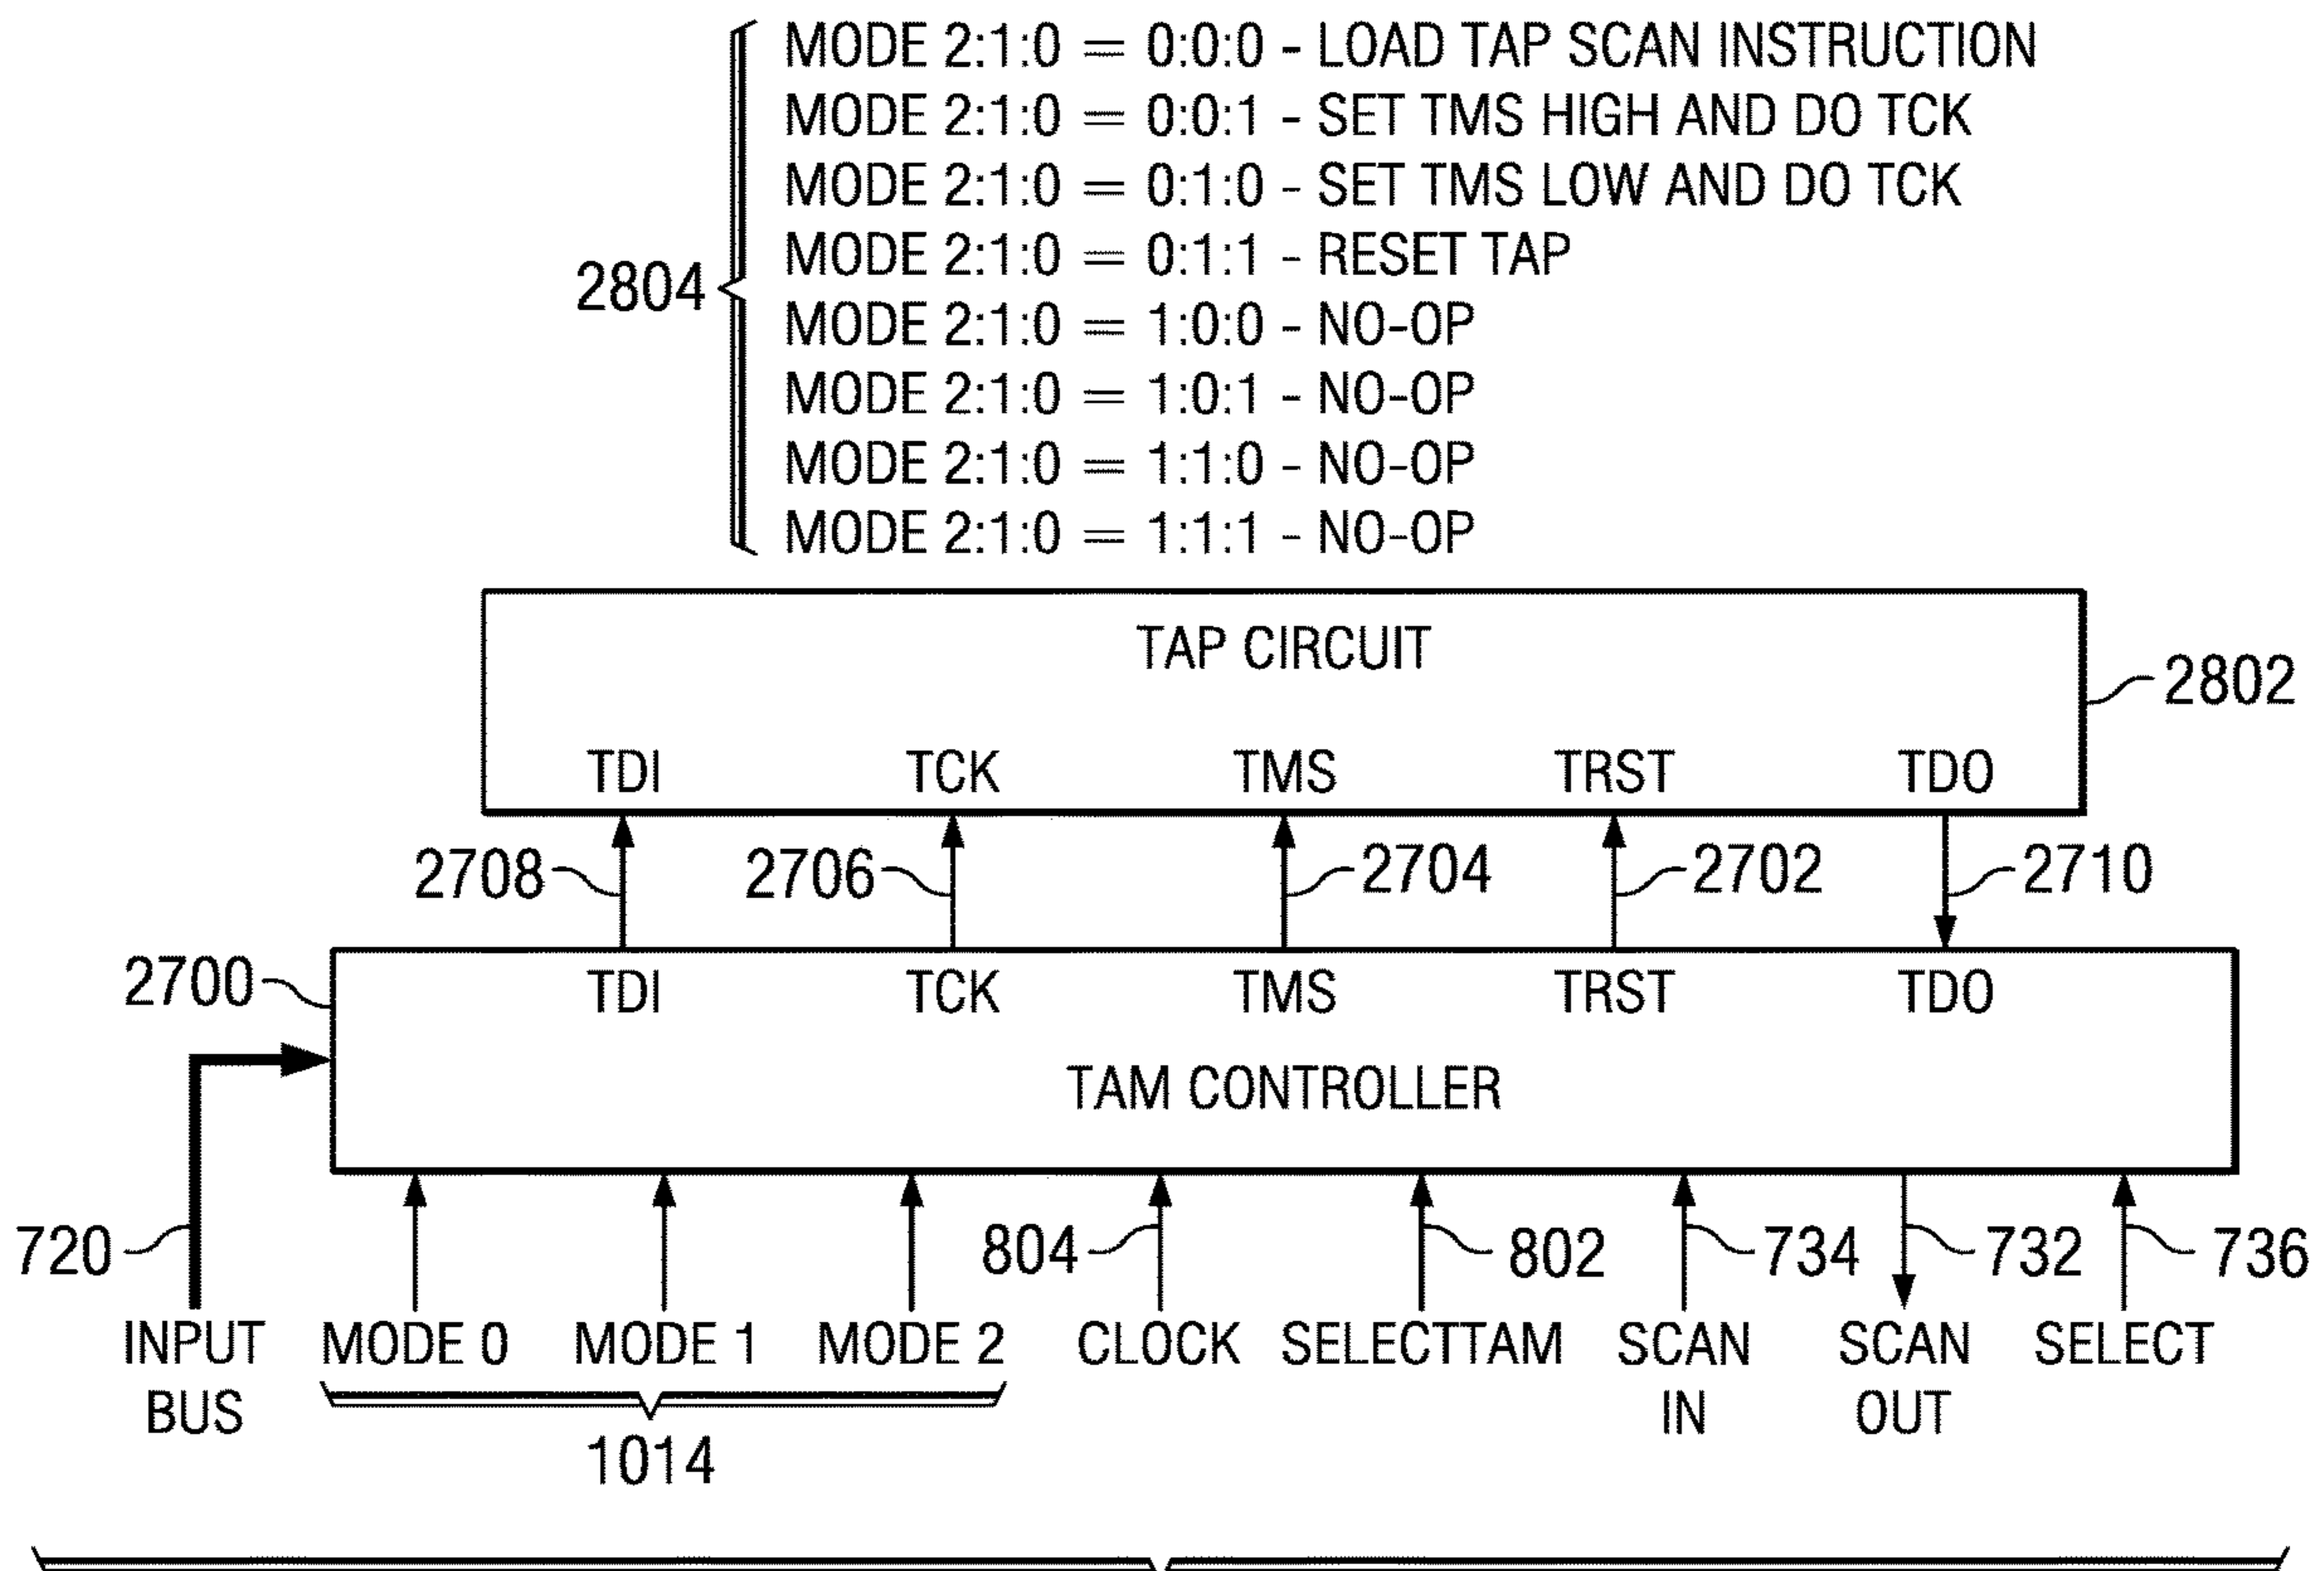 MODE 2:1:0 = 0:0:0 - LOAD TAP SCAN INSTRUCTION
MODE 2:1:0 = 0:0:1 - SET TMS HIGH AND DO TCK
MODE 2:1:0 = 0:1:0 - SET TMS LOW AND DO TCK
MODE 2:1:0 = 0:1:1 - RESET TAP
2804
MODE 2:1:0 = 1:0:0 - NO-OP
MODE 2:1:0 = 1:0:1 - NO-OP
MODE 2:1:0 = 1:1:0 - NO-OP
MODE 2:1:0 = 1:1:1 - NO-OP
TAP CIRCUIT
2802
TDI TCK TMS TRST TDO
2708 2706 2704 2702 2710
2700
TDI TCK TMS TRST TDO
TAM CONTROLLER
720 804 802 734 732 736
INPUT MODE 0 MODE 1 MODE 2 CLOCK SELECTTAM SCAN SCAN SELECT
BUS IN OUT
1014